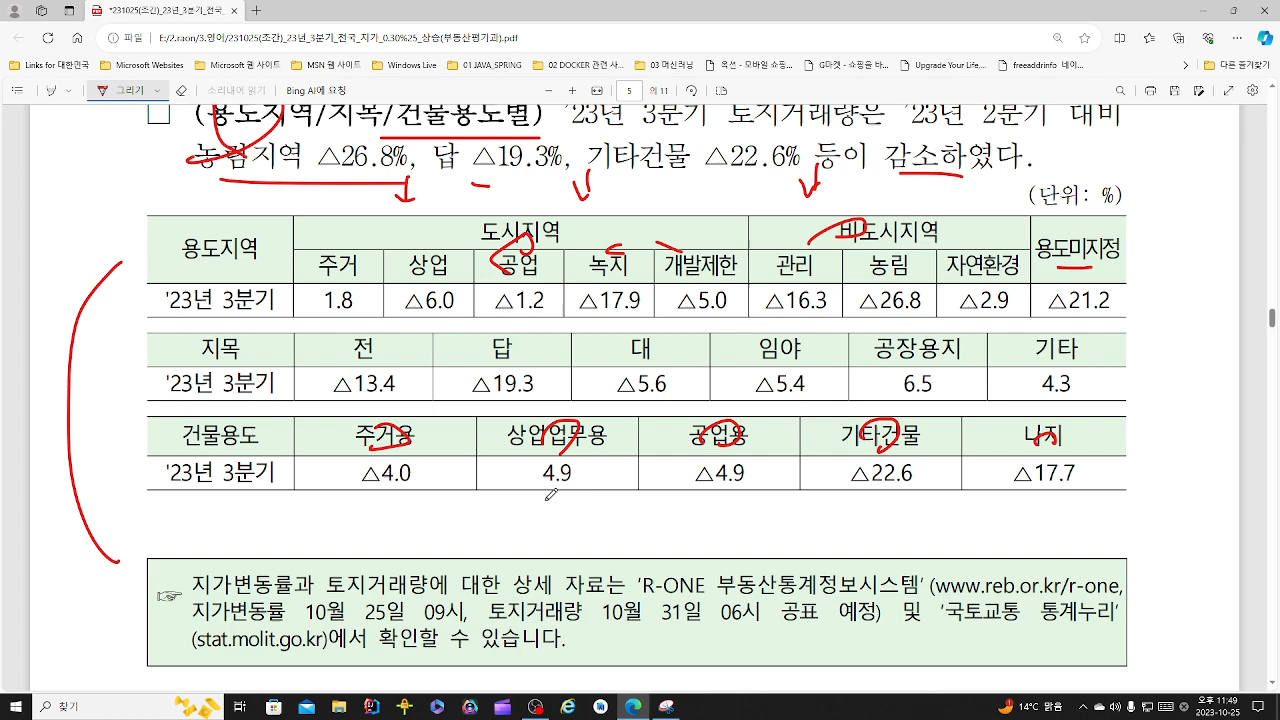 *231025(조간)_23년_3분기_전국_
파일 E:/2.raon/3.영어/231025(조간)_23년_3분기_전국_지가_0.30%25_상승(부동산평가과).pdf
Links for 대한민국 Microsoft Websites Microsoft 웹 사이트 MSN 웹 사이트 Windows Live 01 JAVA_SPRING 02 DOCKER 관련 사... 03 머신러닝 옥션 - 모바일 쇼핑... G마켓 - 쇼핑을 바... Upgrade Your Life,... freeaddrinfo 네이... 다른 즐겨찾기
그리기 소리내어 읽기 Bing AI에 요청 5 의 11
□ (용도지역/지목/건물용도별) '23년 3분기 토지거래량은 '23년 2분기 대비
농림지역 △26.8%, 답 △19.3%, 기타건물 △22.6% 등이 감소하였다.
(단위: %)
용도지역 도시지역 비도시지역 용도미지정
주거 상업 공업 녹지 개발제한 관리 농림 자연환경
'23년 3분기 1.8 △6.0 △1.2 △17.9 △5.0 △16.3 △26.8 △2.9 △21.2
지목 전 답 대 임야 공장용지 기타
'23년 3분기 △13.4 △19.3 △5.6 △5.4 6.5 4.3
건물용도 주거용 상업업무용 공업용 기타건물 나지
'23년 3분기 △4.0 4.9 △4.9 △22.6 △17.7
☞ 지가변동률과 토지거래량에 대한 상세 자료는 'R-ONE 부동산통계정보시스템' (www.reb.or.kr/r-one,
지가변동률 10월 25일 09시, 토지거래량 10월 31일 06시 공표 예정) 및 '국토교통 통계누리'
(stat.molit.go.kr)에서 확인할 수 있습니다.
찾기 14℃ 맑음 오후 11:49
2023-10-25